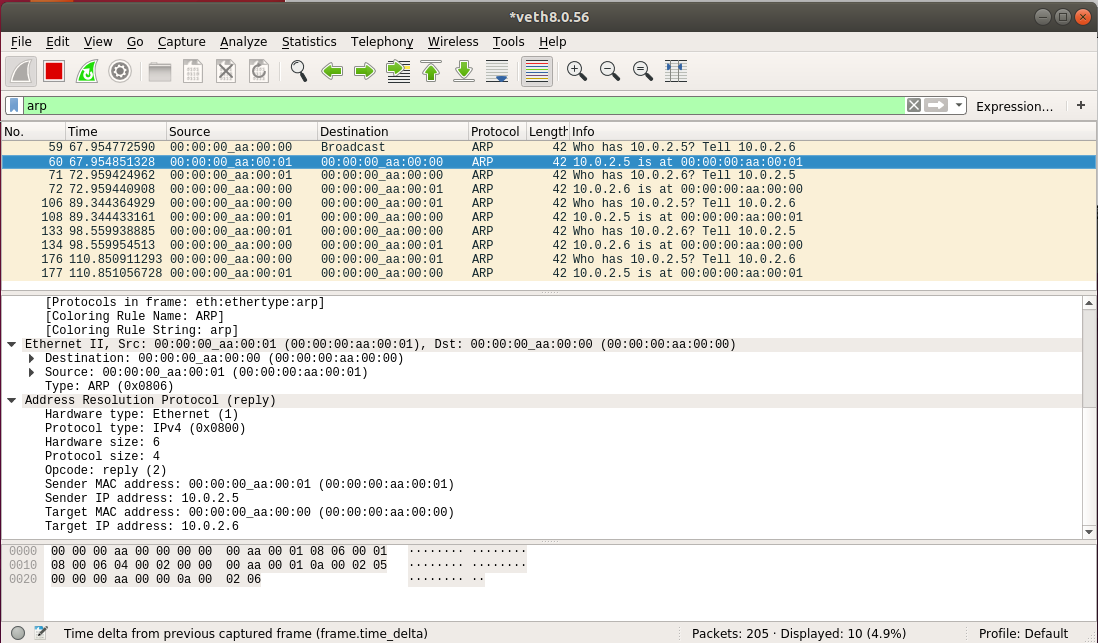 *veth8.0.56
File Edit View Go Capture Analyze Statistics Telephony Wireless Tools Help
arp Expression… +
No. Time Source Destination Protocol Length Info
59 67.954772590 00:00:00_aa:00:00 Broadcast ARP 42 Who has 10.0.2.5? Tell 10.0.2.6
60 67.954851328 00:00:00_aa:00:01 00:00:00_aa:00:00 ARP 42 10.0.2.5 is at 00:00:00:aa:00:01
71 72.959424962 00:00:00_aa:00:01 00:00:00_aa:00:00 ARP 42 Who has 10.0.2.6? Tell 10.0.2.5
72 72.959440908 00:00:00_aa:00:00 00:00:00_aa:00:01 ARP 42 10.0.2.6 is at 00:00:00:aa:00:00
106 89.344364929 00:00:00_aa:00:00 00:00:00_aa:00:01 ARP 42 Who has 10.0.2.5? Tell 10.0.2.6
108 89.344433161 00:00:00_aa:00:01 00:00:00_aa:00:00 ARP 42 10.0.2.5 is at 00:00:00:aa:00:01
133 98.559938885 00:00:00_aa:00:01 00:00:00_aa:00:00 ARP 42 Who has 10.0.2.6? Tell 10.0.2.5
134 98.559954513 00:00:00_aa:00:00 00:00:00_aa:00:01 ARP 42 10.0.2.6 is at 00:00:00:aa:00:00
176 110.850911293 00:00:00_aa:00:00 00:00:00_aa:00:01 ARP 42 Who has 10.0.2.5? Tell 10.0.2.6
177 110.851056728 00:00:00_aa:00:01 00:00:00_aa:00:00 ARP 42 10.0.2.5 is at 00:00:00:aa:00:01
[Protocols in frame: eth:ethertype:arp]
[Coloring Rule Name: ARP]
[Coloring Rule String: arp]
Ethernet II, Src: 00:00:00_aa:00:01 (00:00:00:aa:00:01), Dst: 00:00:00_aa:00:00 (00:00:00:aa:00:00)
Destination: 00:00:00_aa:00:00 (00:00:00:aa:00:00)
Source: 00:00:00_aa:00:01 (00:00:00:aa:00:01)
Type: ARP (0x0806)
Address Resolution Protocol (reply)
Hardware type: Ethernet (1)
Protocol type: IPv4 (0x0800)
Hardware size: 6
Protocol size: 4
Opcode: reply (2)
Sender MAC address: 00:00:00_aa:00:01 (00:00:00:aa:00:01)
Sender IP address: 10.0.2.5
Target MAC address: 00:00:00_aa:00:00 (00:00:00:aa:00:00)
Target IP address: 10.0.2.6
0000 00 00 00 aa 00 00 00 00 00 aa 00 01 08 06 00 01 ········ ········
0010 08 00 06 04 00 02 00 00 00 aa 00 01 0a 00 02 05 ········ ········
0020 00 00 00 aa 00 00 0a 00 02 06 ········ ··
Time delta from previous captured frame (frame.time_delta) Packets: 205 · Displayed: 10 (4.9%) Profile: Default